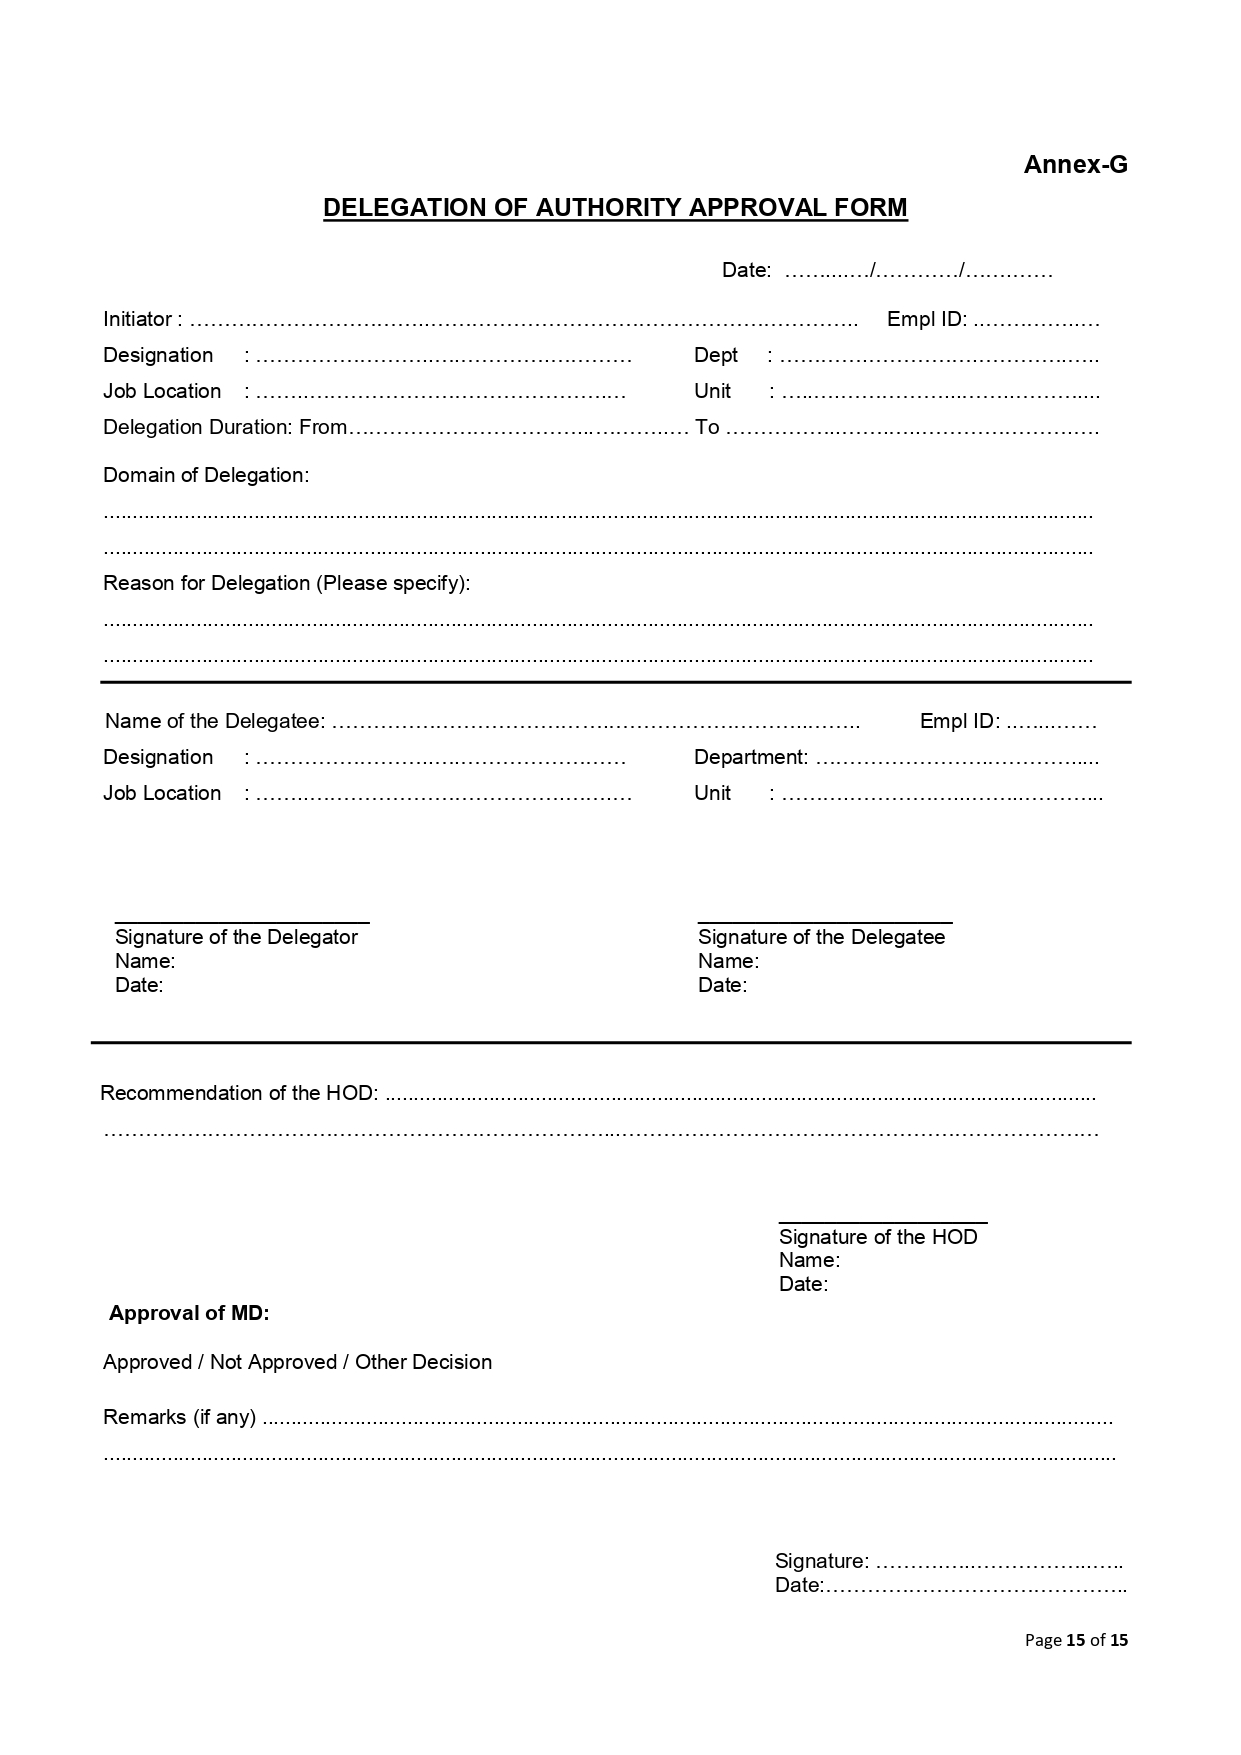 Annex-G
DELEGATION OF AUTHORITY APPROVAL FORM
Date: ……...…/…………/…………
Initiator : ……………………………………………………………………………….. Empl ID: ..…………..…
Designation : ……………………………………………… Dept : ……………………………………..
Job Location : ……………………………………………… Unit : ……………………………………...
Delegation Duration: From………………………………………… To ………………………………………………
Domain of Delegation:
................................................................................................................................................
................................................................................................................................................
Reason for Delegation (Please specify):
................................................................................................................................................
................................................................................................................................................
Name of the Delegatee: …………………………………………………………………….. Empl ID: ..…...……
Designation : ……………………………………………… Department: …………………………………....
Job Location : ……………………………………………… Unit : ……………………………………...
Signature of the Delegator Signature of the Delegatee
Name: Name:
Date: Date:
Recommendation of the HOD: ........................................................................................................
………………………………………………………………………………………………………………………………
Signature of the HOD
Name:
Date:
Approval of MD:
Approved / Not Approved / Other Decision
Remarks (if any) ............................................................................................................................
................................................................................................................................................
Signature: ……………………………..…..
Date:……………………………………..
Page 15 of 15